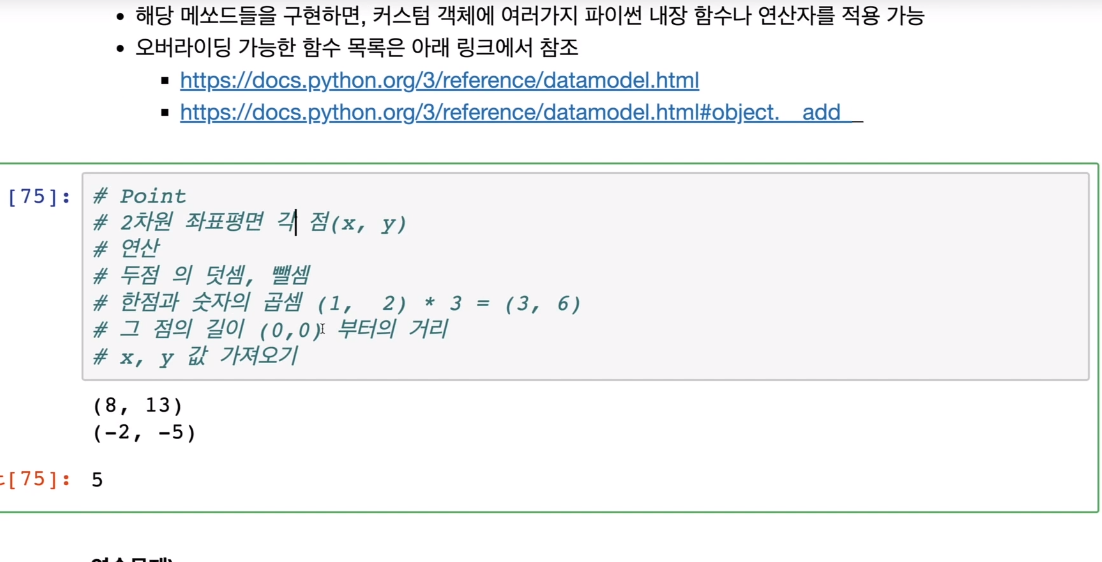 해당 메쏘드들을 구현하면, 커스텀 객체에 여러가지 파이썬 내장 함수나 연산자를 적용 가능
오버라이딩 가능한 함수 목록은 아래 링크에서 참조
https://docs.python.org/3/reference/datamodel.html
https://docs.python.org/3/reference/datamodel.html#object.__add__
[75]: # Point
# 2차원 좌표평면 각 점(x, y)
# 연산
# 두점 의 덧셈, 뺄셈
# 한점과 숫자의 곱셈 (1,  2) * 3 = (3, 6)
# 그 점의 길이 (0,0) 부터의 거리
# x, y 값 가져오기
(8, 13)
(-2, -5)
t[75]: 5